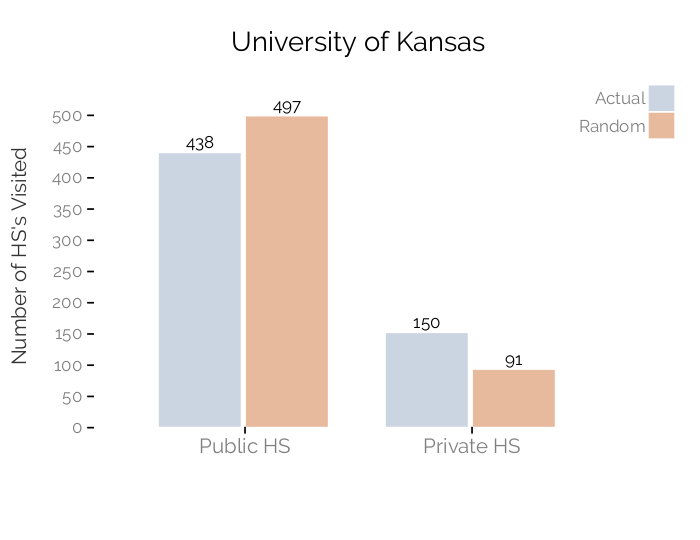 University of Kansas
Actual
Random
Number of HS's Visited
500
450
400
350
300
250
200
150
100
50
0
438
497
150
91
Public HS
Private HS